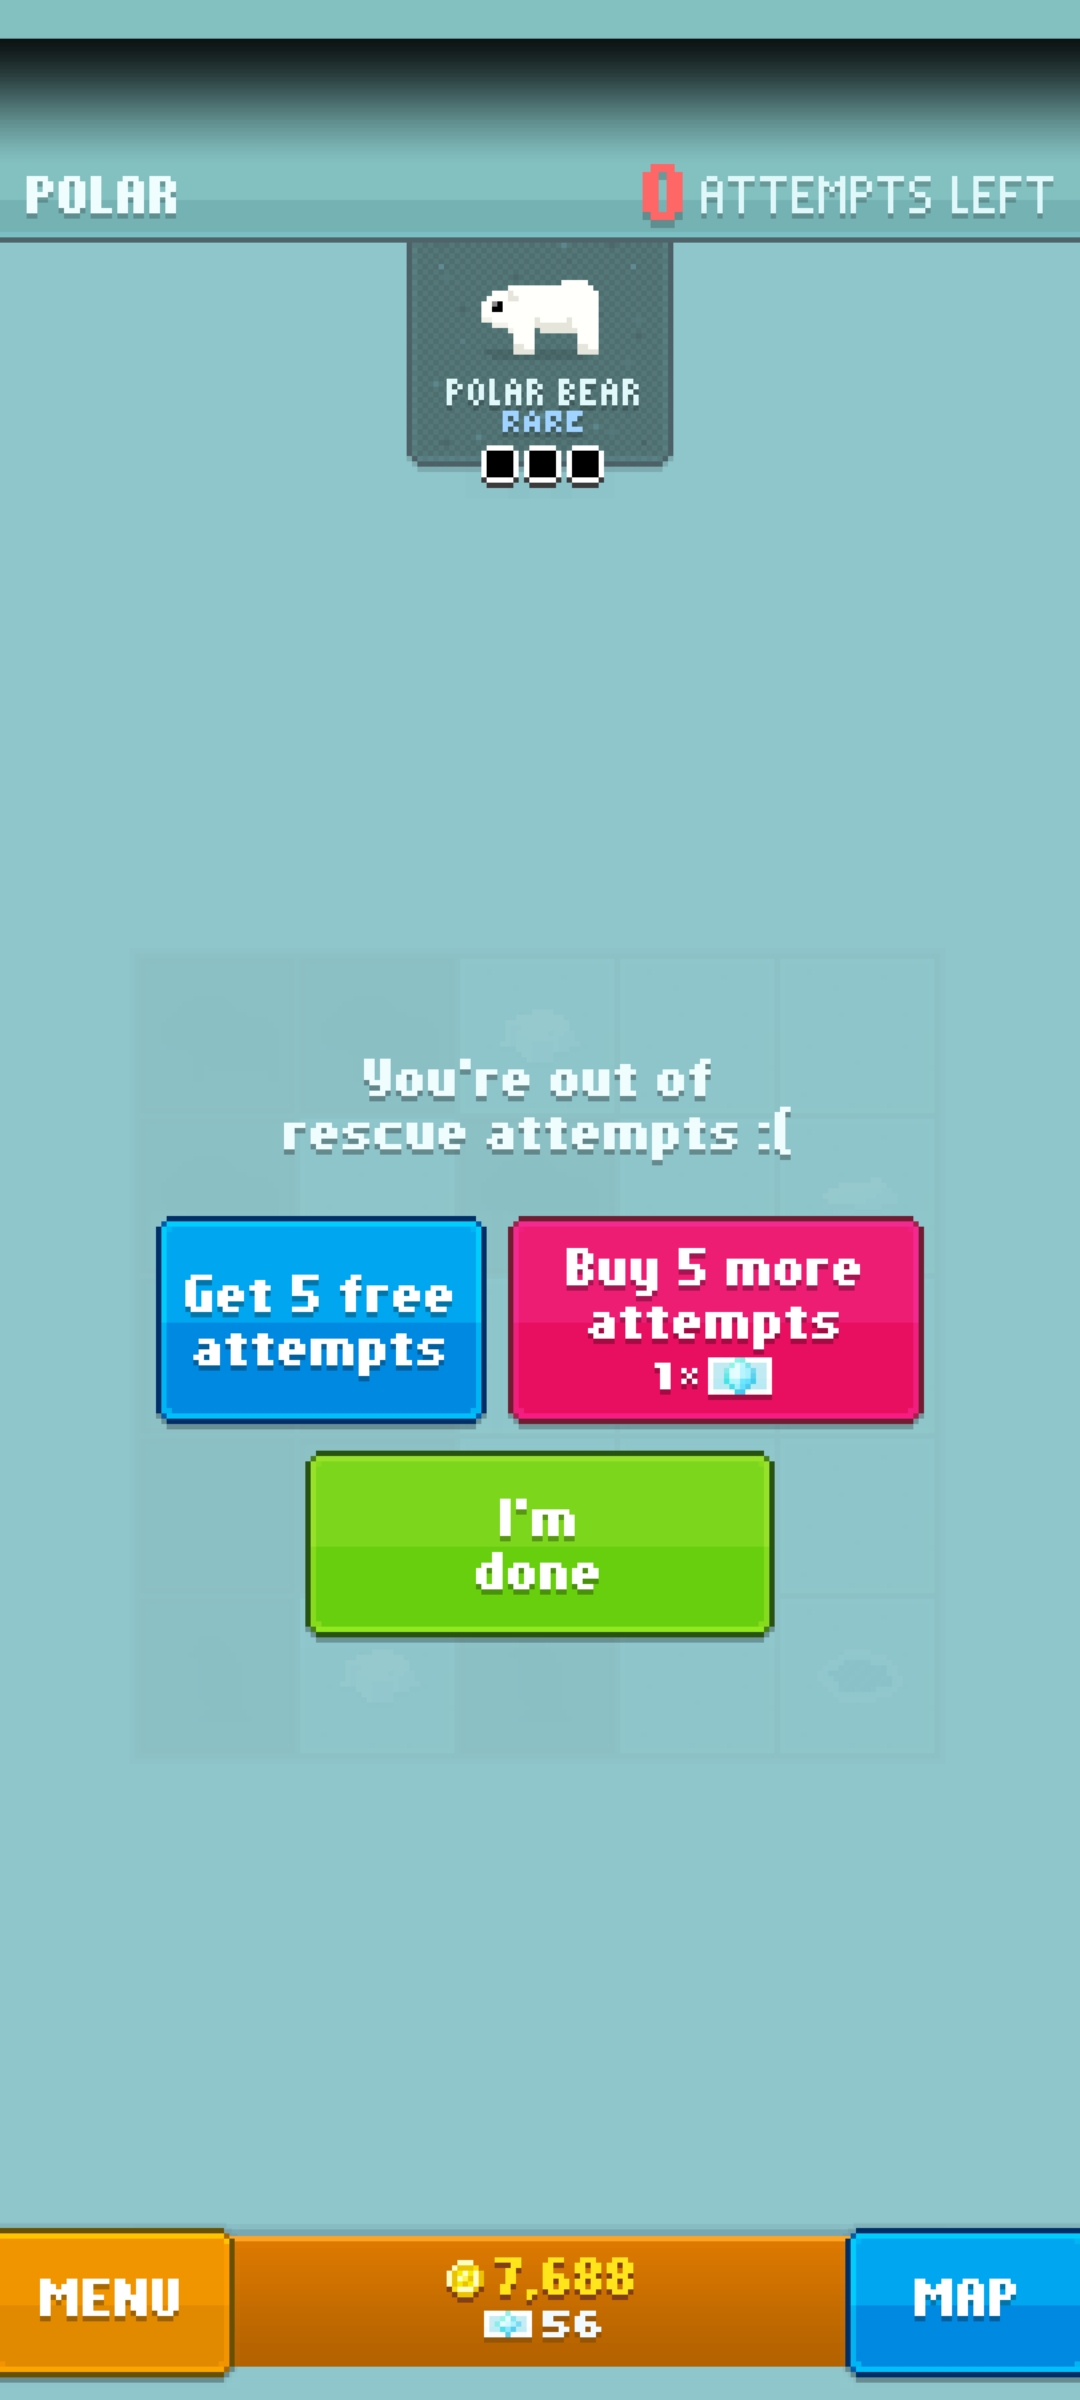 POLAR
0 ATTEMPTS LEFT
POLAR BEAR
RARE
You're out of
rescue attempts :(
Get 5 free
attempts
Buy 5 more
attempts
1×
I'm
done
MENU
7,688
56
MAP